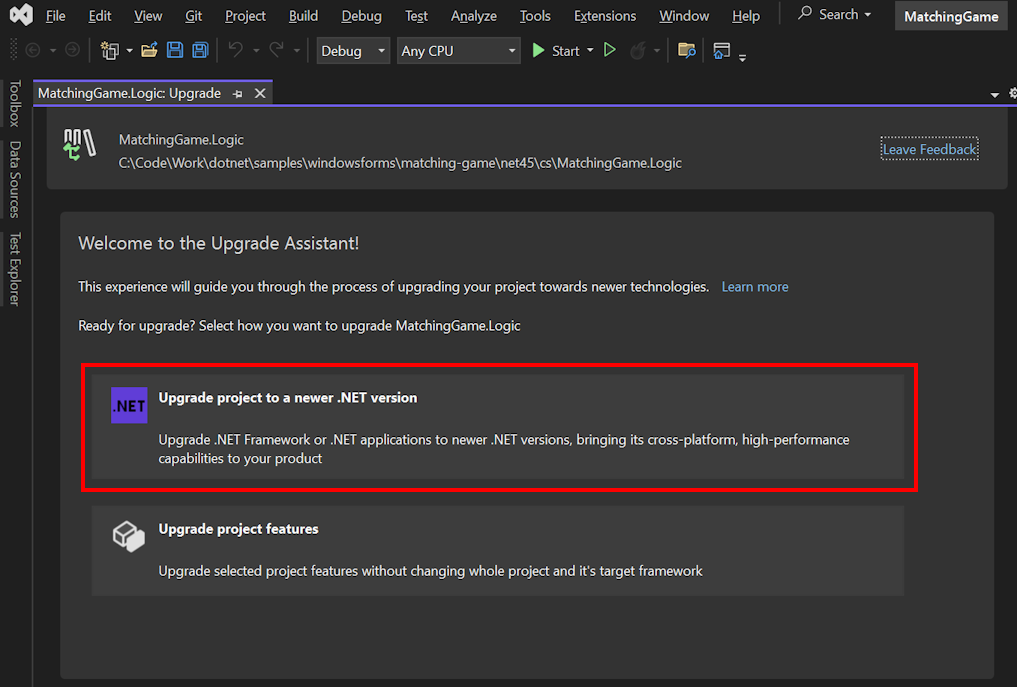 File Edit View Git Project Build Debug Test Analyze Tools Extensions Window Help Search MatchingGame
Debug Any CPU Start
MatchingGame.Logic: Upgrade
Toolbox
Data Sources
Test Explorer
MatchingGame.Logic
C:\Code\Work\dotnet\samples\windowsforms\matching-game\net45\cs\MatchingGame.Logic
Leave Feedback
Welcome to the Upgrade Assistant!
This experience will guide you through the process of upgrading your project towards newer technologies. Learn more
Ready for upgrade? Select how you want to upgrade MatchingGame.Logic
.NET
Upgrade project to a newer .NET version
Upgrade .NET Framework or .NET applications to newer .NET versions, bringing its cross-platform, high-performance
capabilities to your product
Upgrade project features
Upgrade selected project features without changing whole project and it's target framework